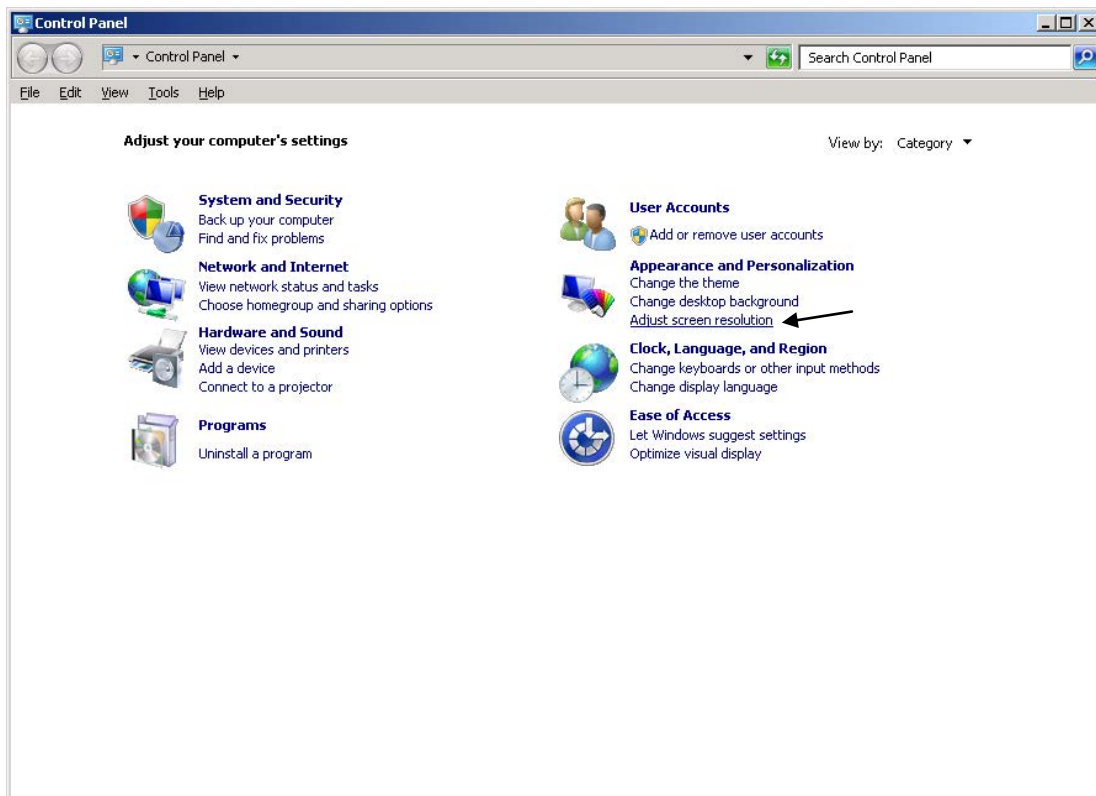 Control Panel
Control Panel
Search Control Panel
File Edit View Tools Help
Adjust your computer's settings
View by: Category
System and Security
Back up your computer
Find and fix problems
Network and Internet
View network status and tasks
Choose homegroup and sharing options
Hardware and Sound
View devices and printers
Add a device
Connect to a projector
Programs
Uninstall a program
User Accounts
Add or remove user accounts
Appearance and Personalization
Change the theme
Change desktop background
Adjust screen resolution
Clock, Language, and Region
Change keyboards or other input methods
Change display language
Ease of Access
Let Windows suggest settings
Optimize visual display